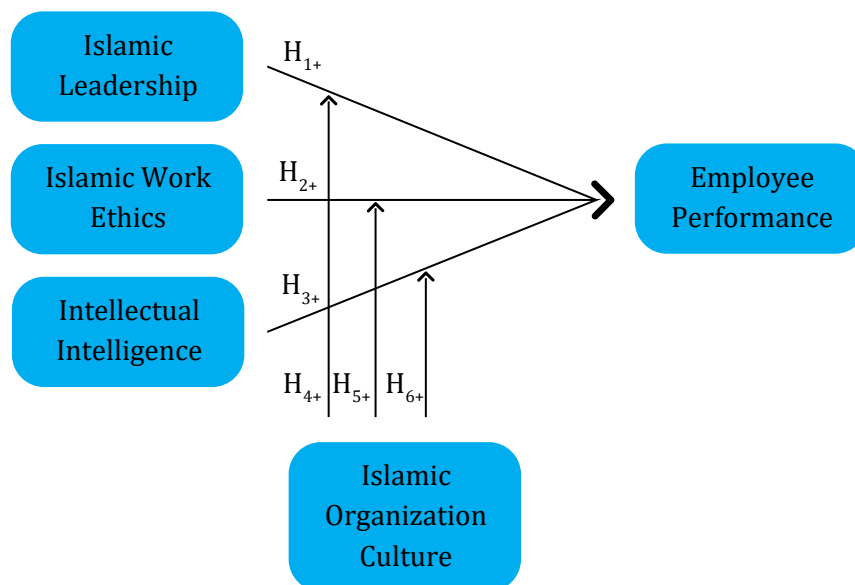 Islamic
Leadership
H1+
Islamic Work
Ethics
H2+
Employee
Performance
Intellectual
Intelligence
H3+
H4+
H5+
H6+
Islamic
Organization
Culture